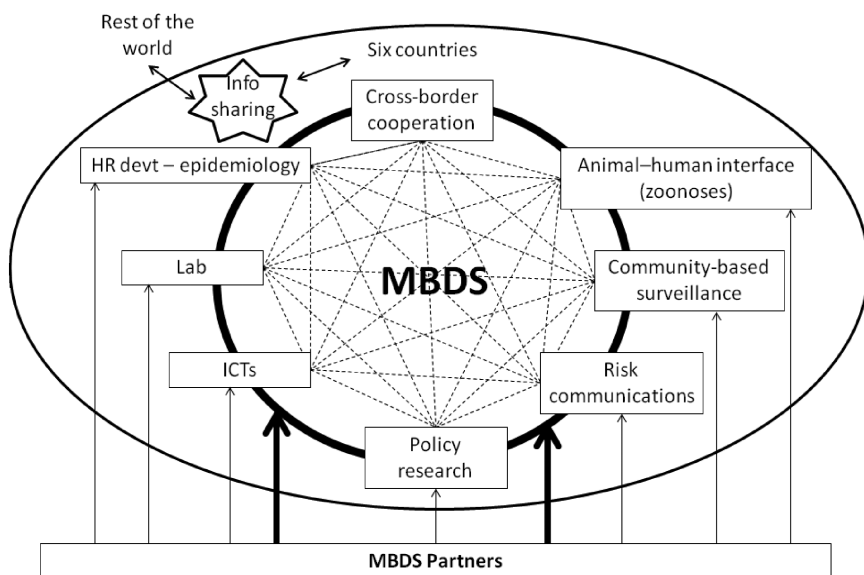 Rest of the
world
Six countries
Info
sharing
Cross-border
cooperation
HR devt – epidemiology
Animal–human interface
(zoonoses)
Lab
MBDS
Community-based
surveillance
ICTs
Risk
communications
Policy
research
MBDS Partners